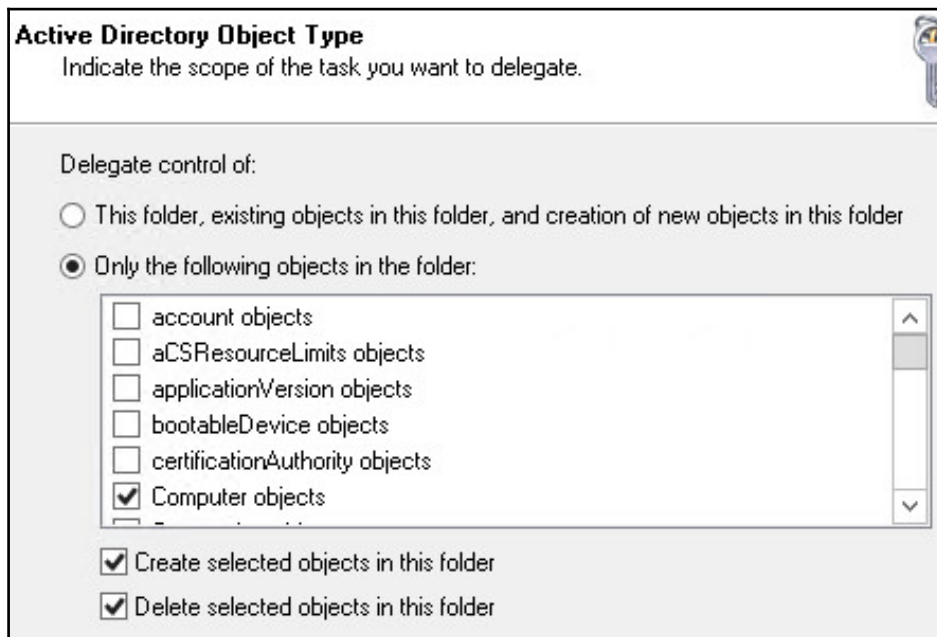 Active Directory Object Type
Indicate the scope of the task you want to delegate.
Delegate control of:
This folder, existing objects in this folder, and creation of new objects in this folder
Only the following objects in the folder:
account objects
aCSResourceLimits objects
applicationVersion objects
bootableDevice objects
certificationAuthority objects
Computer objects
Create selected objects in this folder
Delete selected objects in this folder